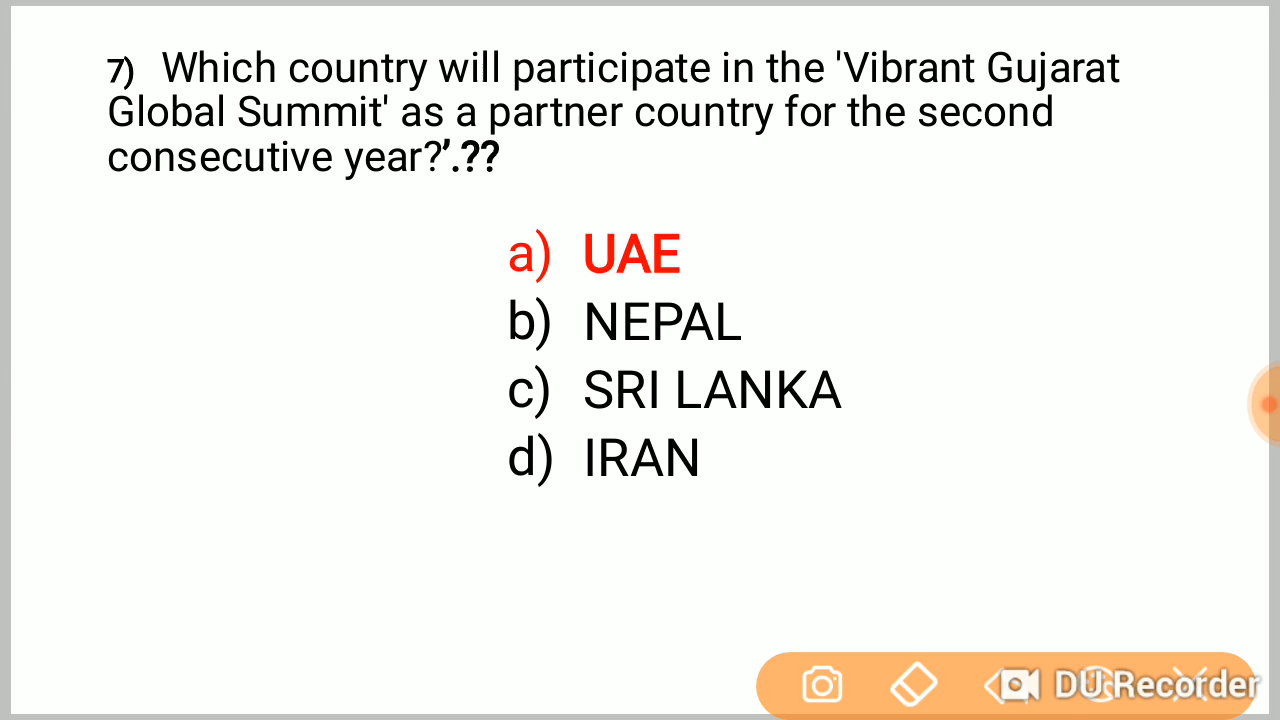 7) Which country will participate in the 'Vibrant Gujarat
Global Summit' as a partner country for the second
consecutive year?’.??
a) UAE
b) NEPAL
c) SRI LANKA
d) IRAN
DU Recorder